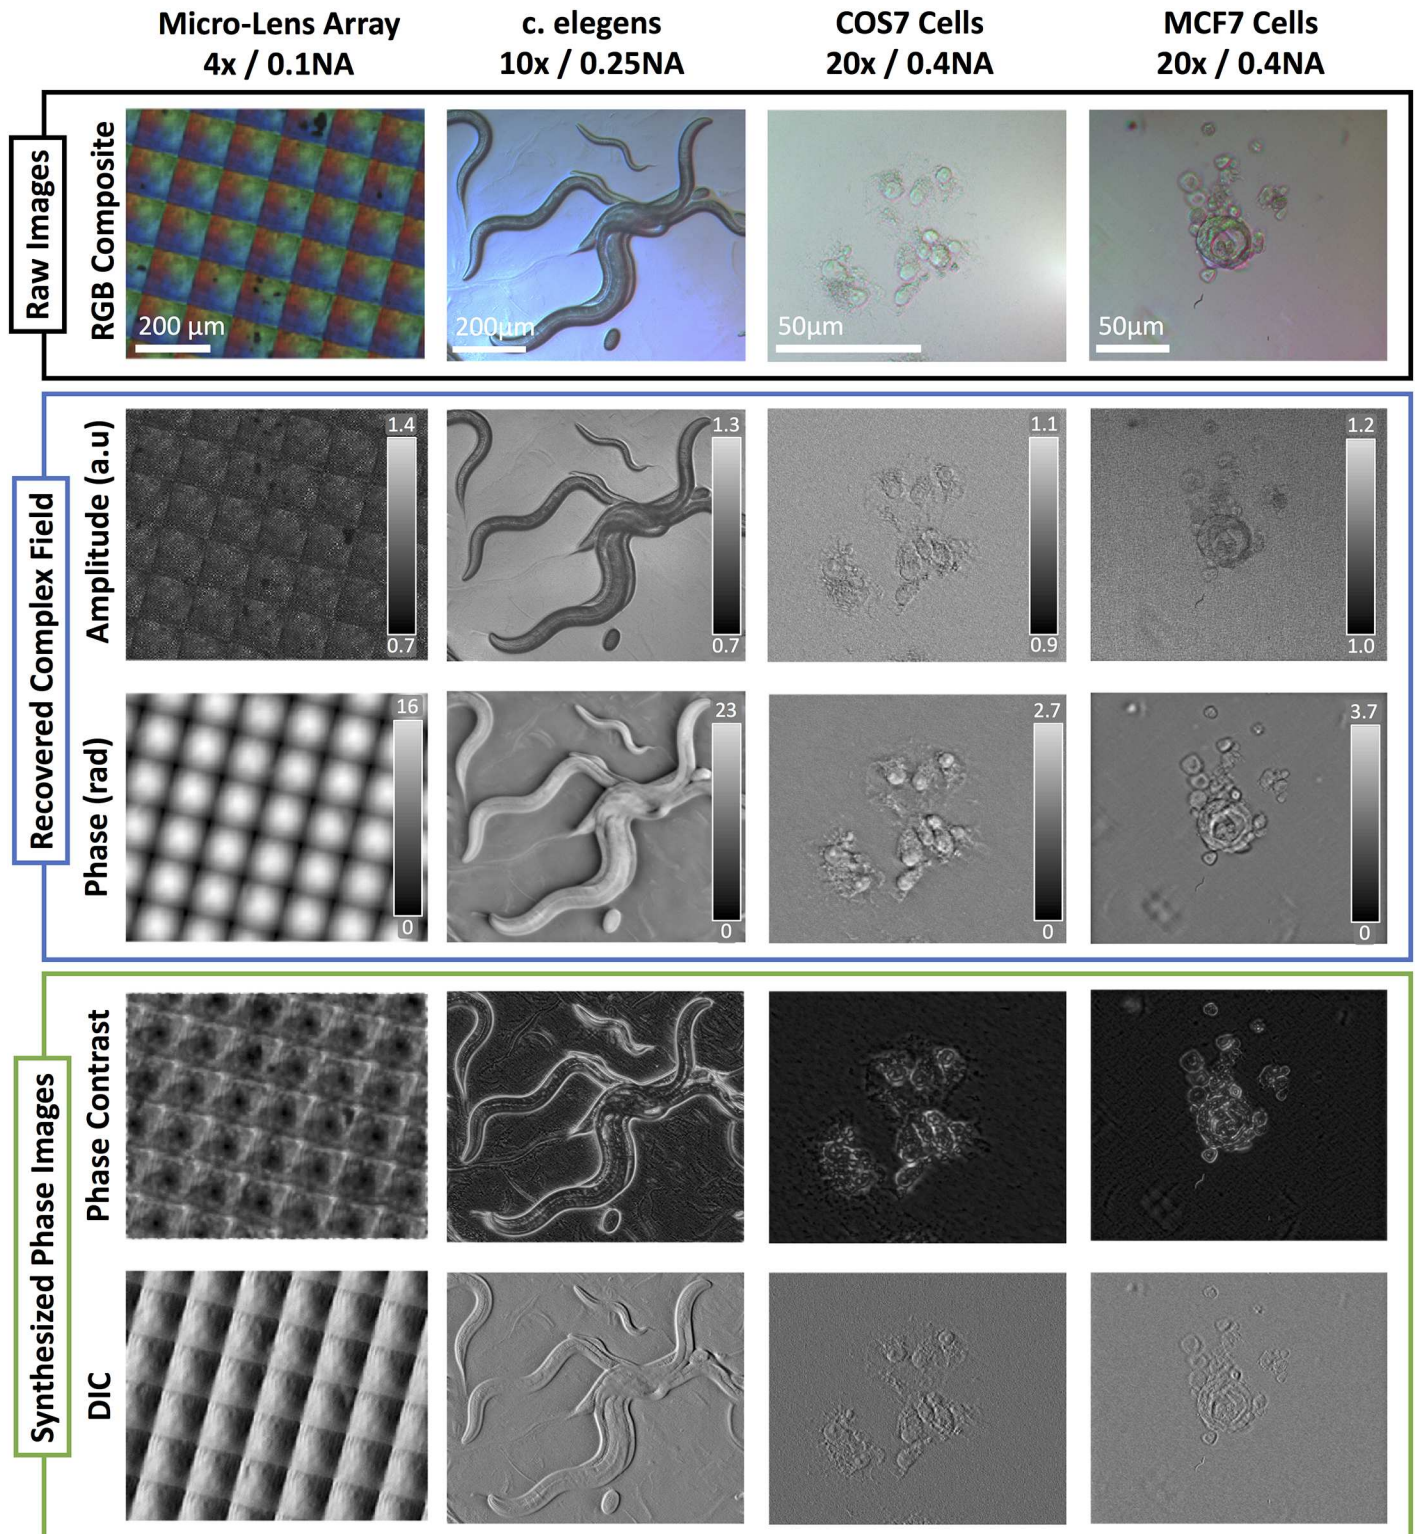 Micro-Lens Array
4x / 0.1NA
c. elegens
10x / 0.25NA
COS7 Cells
20x / 0.4NA
MCF7 Cells
20x / 0.4NA
Raw Images
RGB Composite
200 µm
200µm
50µm
50µm
Recovered Complex Field
Amplitude (a.u)
1.4
0.7
1.3
0.7
1.1
0.9
1.2
1.0
Phase (rad)
16
0
23
0
2.7
0
3.7
0
Synthesized Phase Images
Phase Contrast
DIC